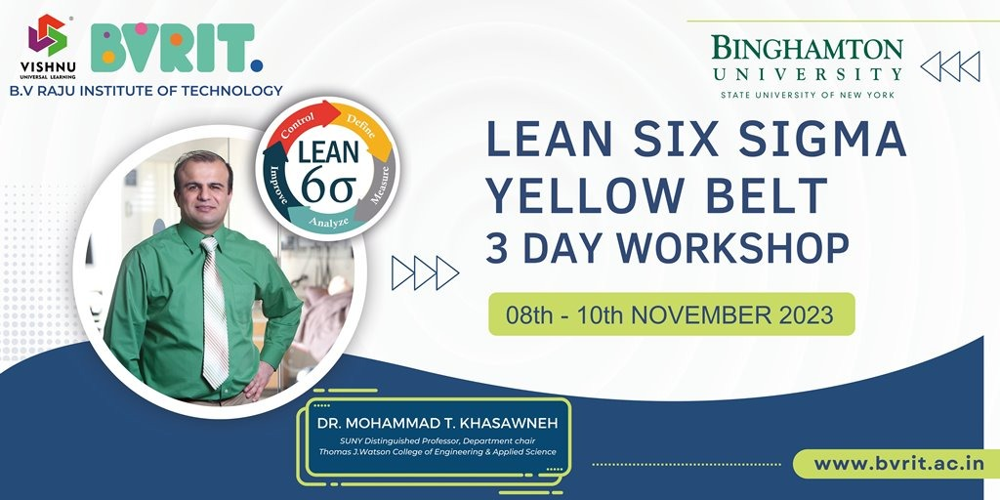 VISHNU
UNIVERSAL LEARNING
BVRIT.
B.V RAJU INSTITUTE OF TECHNOLOGY
BINGHAMTON
UNIVERSITY
STATE UNIVERSITY OF NEW YORK
Control
Define
Measure
Analyze
Improve
LEAN
6σ
LEAN SIX SIGMA
YELLOW BELT
3 DAY WORKSHOP
08th - 10th NOVEMBER 2023
DR. MOHAMMAD T. KHASAWNEH
SUNY Distinguished Professor, Department chair
Thomas J.Watson College of Engineering & Applied Science
www.bvrit.ac.in